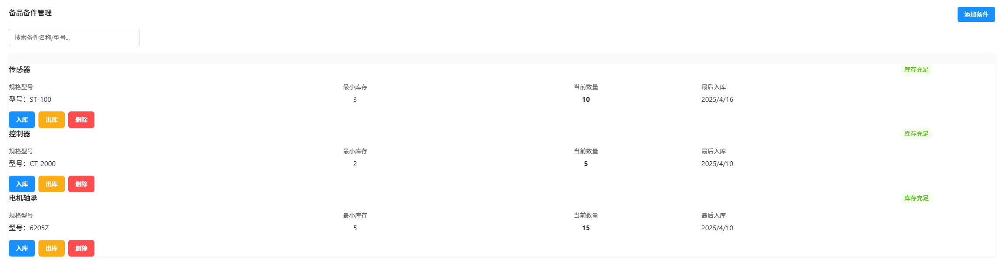 备品备件管理
添加备件
搜索备件名称/型号...
传感器 库存充足
规格型号 最小库存 当前数量 最后入库
型号：ST-100 3 10 2025/4/16
入库 出库 删除
控制器 库存充足
规格型号 最小库存 当前数量 最后入库
型号：CT-2000 2 5 2025/4/10
入库 出库 删除
电机轴承 库存充足
规格型号 最小库存 当前数量 最后入库
型号：6205Z 5 15 2025/4/10
入库 出库 删除